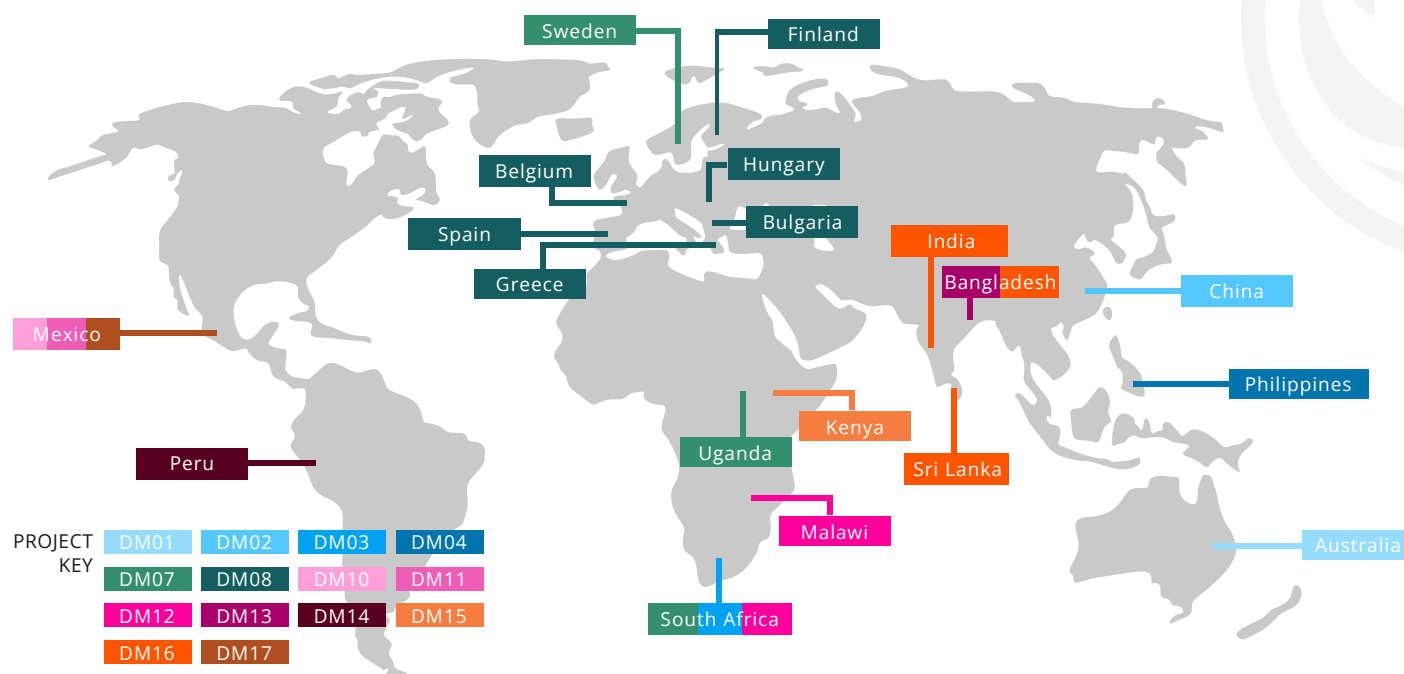 Sweden
Finland
Belgium
Hungary
Spain
Bulgaria
Greece
India
Bangladesh
China
Mexico
Philippines
Kenya
Uganda
Peru
Sri Lanka
Malawi
Australia
South Africa
PROJECT
KEY
DM01 DM02 DM03 DM04
DM07 DM08 DM10 DM11
DM12 DM13 DM14 DM15
DM16 DM17